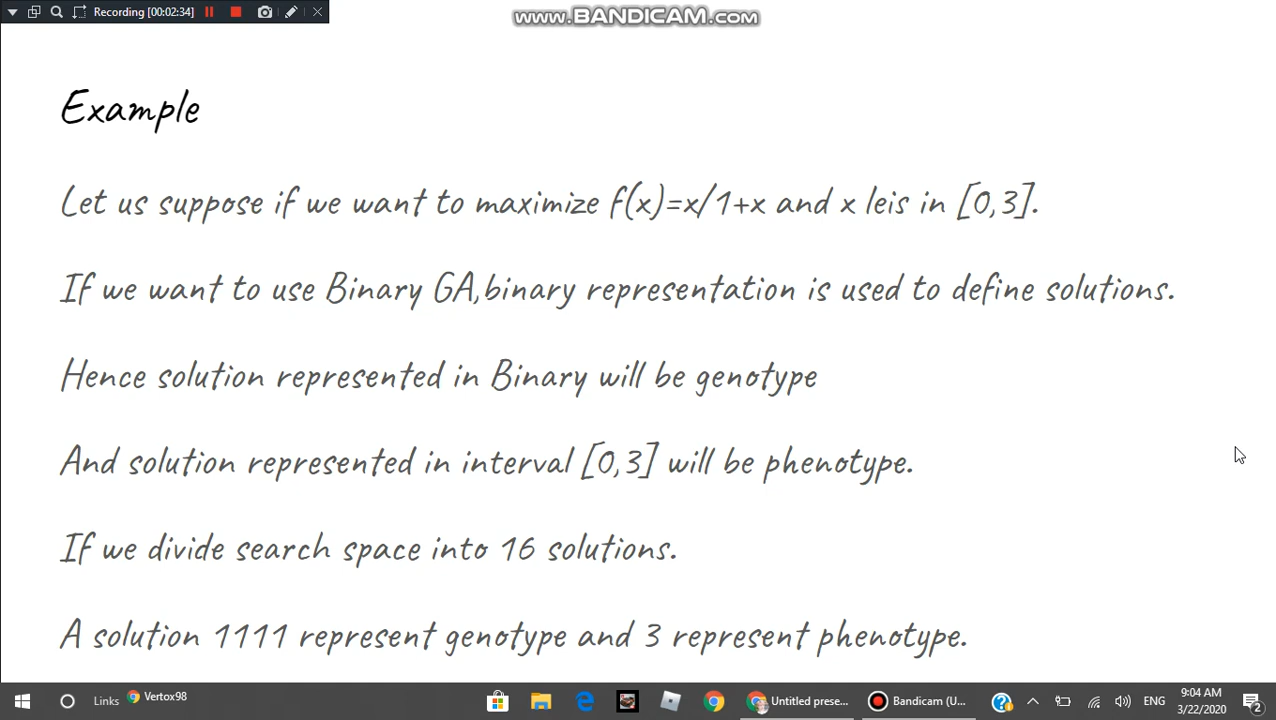 Recording [00:02:34]
www.BANDICAM.com
Example
Let us suppose if we want to maximize f(x)=x/1+x and x leis in [0,3].
If we want to use Binary GA,binary representation is used to define solutions.
Hence solution represented in Binary will be genotype
And solution represented in interval [0,3] will be phenotype.
If we divide search space into 16 solutions.
A solution 1111 represent genotype and 3 represent phenotype.
Links
Vertox98
Untitled prese...
Bandicam (U...
ENG
9:04 AM
3/22/2020
2